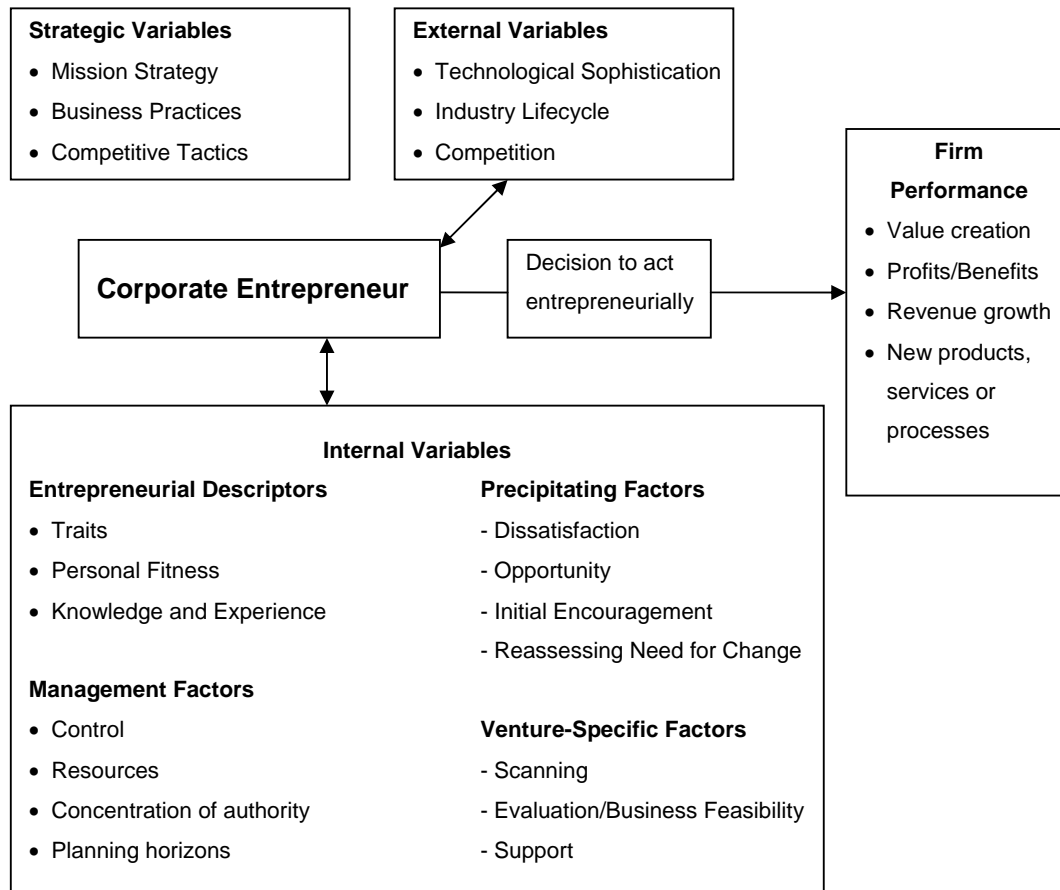 Strategic Variables
• Mission Strategy
• Business Practices
• Competitive Tactics
External Variables
• Technological Sophistication
• Industry Lifecycle
• Competition
Firm
Performance
• Value creation
• Profits/Benefits
• Revenue growth
• New products,
services or
processes
Corporate Entrepreneur
Decision to act
entrepreneurially
Internal Variables
Entrepreneurial Descriptors
• Traits
• Personal Fitness
• Knowledge and Experience
Precipitating Factors
- Dissatisfaction
- Opportunity
- Initial Encouragement
- Reassessing Need for Change
Management Factors
• Control
• Resources
• Concentration of authority
• Planning horizons
Venture-Specific Factors
- Scanning
- Evaluation/Business Feasibility
- Support